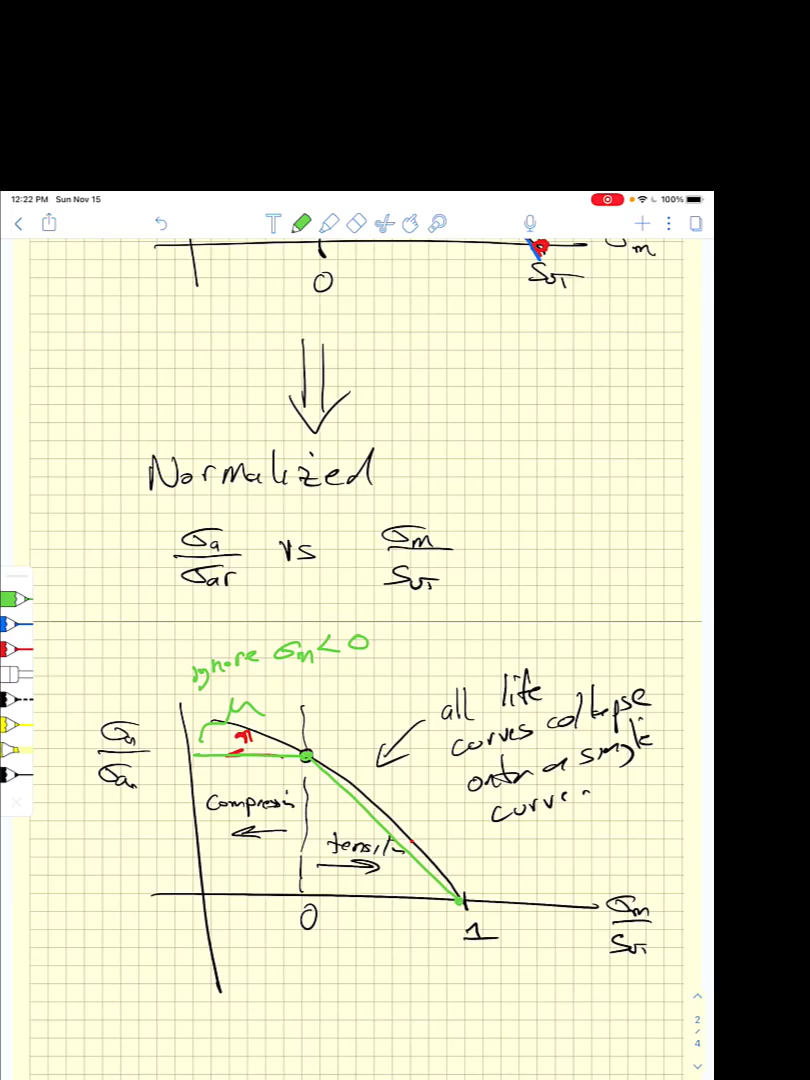 12:22 PM Sun Nov 15
100%
σm
0
SUT
Normalized
σa/σar vs σm/SUT
ignore σm < 0
all life
curves collapse
onto a single
curve
σa/σar
compressi
tensile
0
1
σm/SUT
2
/
4